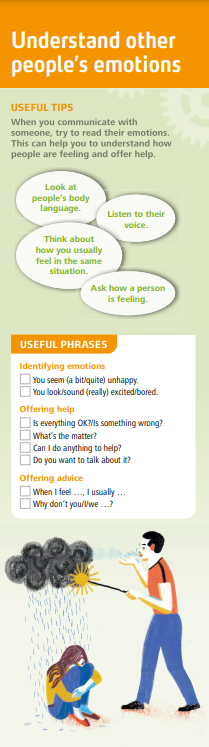 Understand other
people's emotions
USEFUL TIPS
When you communicate with
someone, try to read their emotions.
This can help you to understand how
people are feeling and offer help.
Look at
people's body
language.
Listen to their
voice.
Think about
how you usually
feel in the same
situation.
Ask how a person
is feeling.
USEFUL PHRASES
Identifying emotions
You seem (a bit/quite) unhappy.
You look/sound (really) excited/bored.
Offering help
Is everything OK?/Is something wrong?
What's the matter?
Can I do anything to help?
Do you want to talk about it?
Offering advice
When I feel ..., I usually ...
Why don't you/I/we ...?